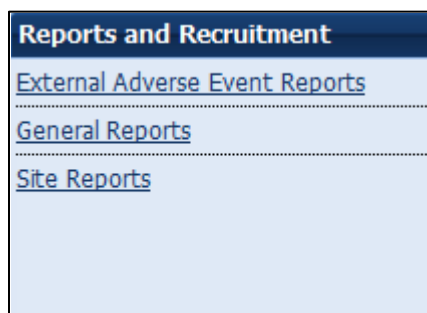 Reports and Recruitment
External Adverse Event Reports
General Reports
Site Reports